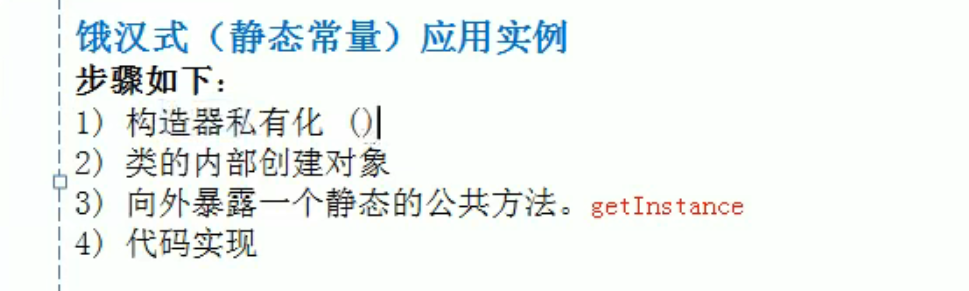 饿汉式（静态常量）应用实例
步骤如下：
1) 构造器私有化 ()
2) 类的内部创建对象
3) 向外暴露一个静态的公共方法。getInstance
4) 代码实现